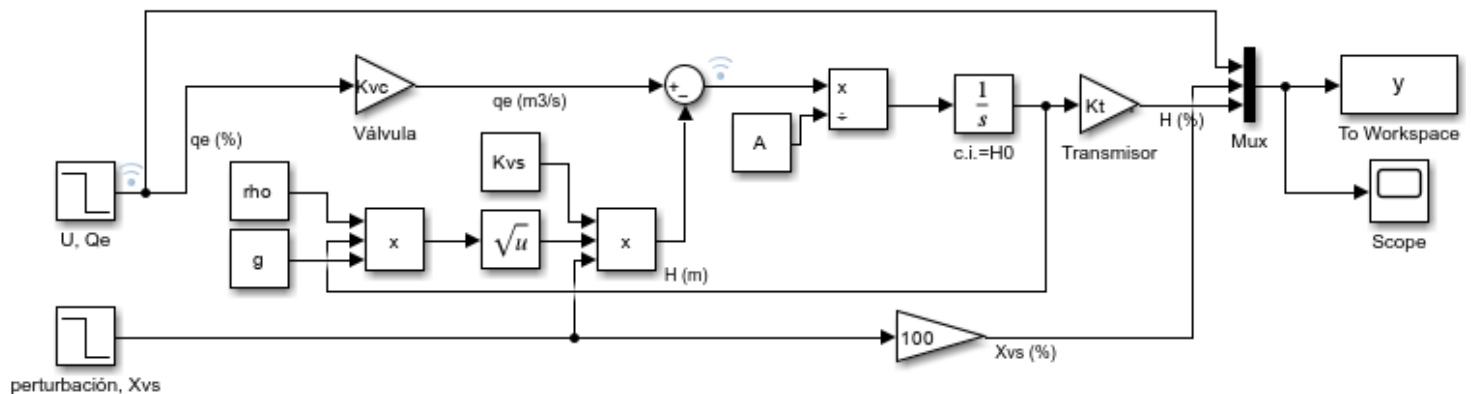 Kvc
Válvula
qe (m3/s)
qe (%)
U, Qe
rho
g
x
√u
Kvs
x
H (m)
+
-
A
x
÷
1
s
c.i.=H0
Kt
Transmisor
H (%)
Mux
y
To Workspace
Scope
perturbación, Xvs
100
Xvs (%)